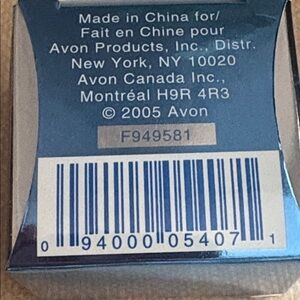 Made in China for/
Fait en Chine pour
Avon Products, Inc., Distr.
New York, NY 10020
Avon Canada Inc.,
Montréal H9R 4R3
© 2005 Avon
F949581
0 94000 05407 1